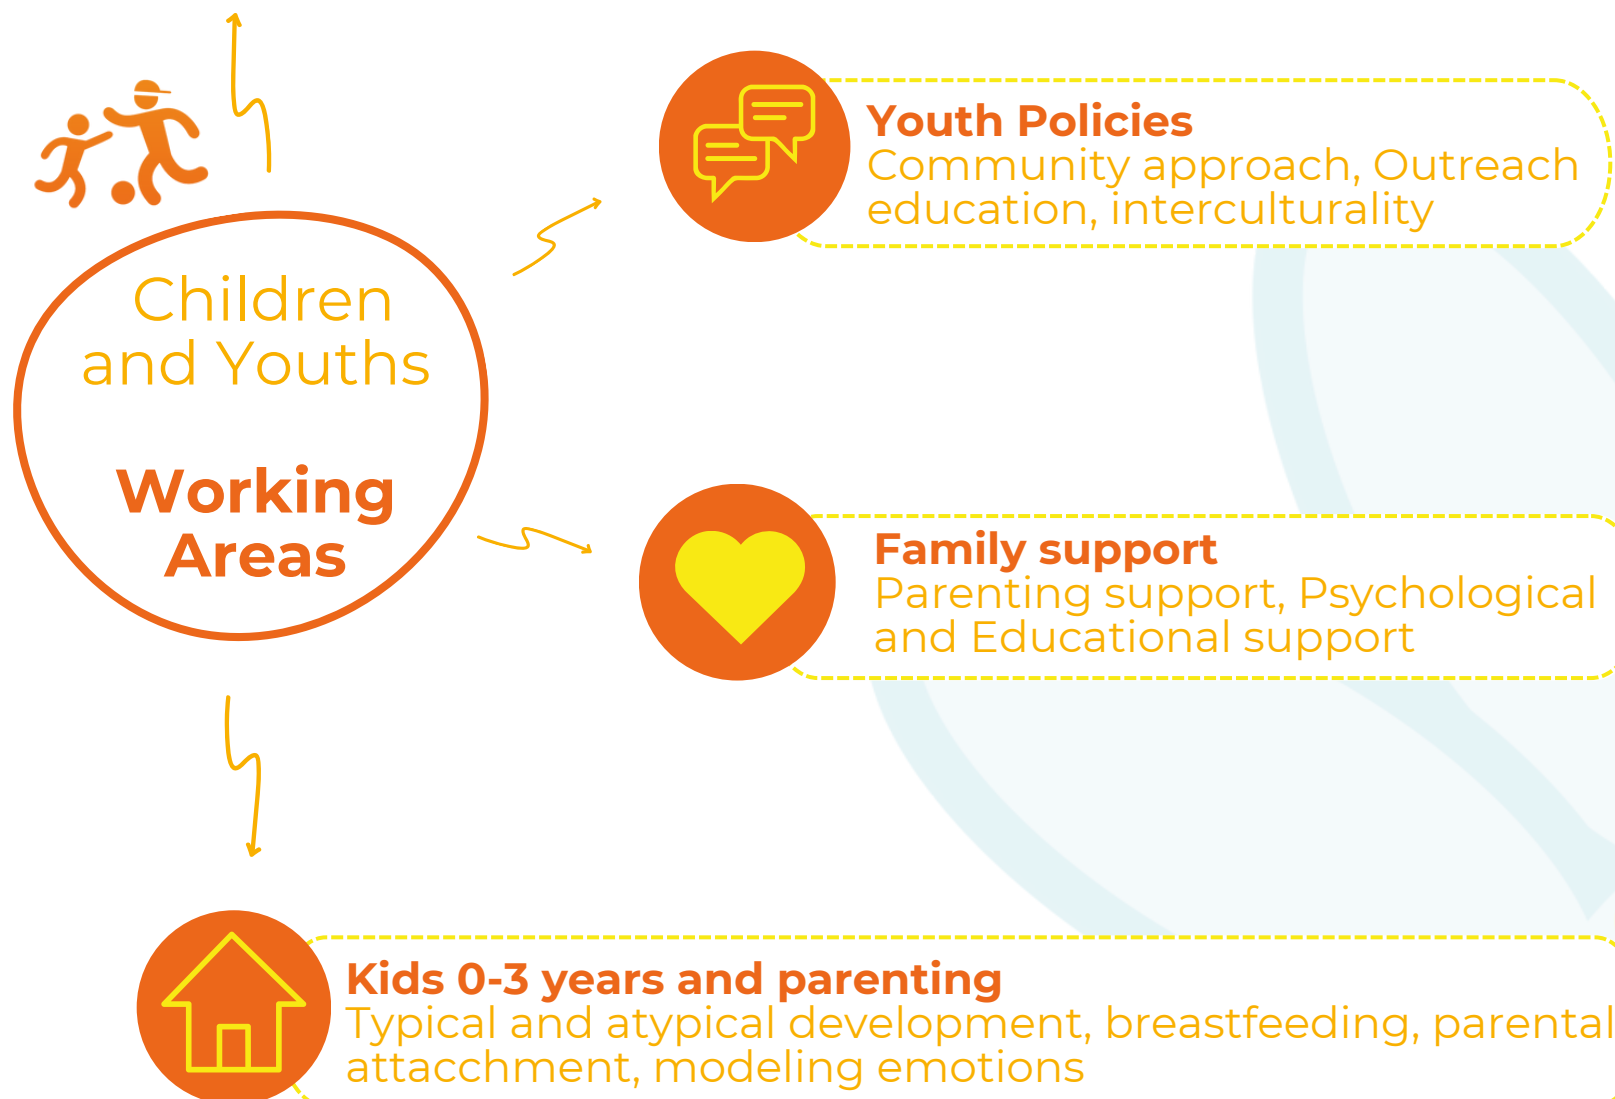 Youth Policies
Community approach, Outreach
education, interculturality
Children
and Youths
Working
Areas
Family support
Parenting support, Psychological
and Educational support
Kids 0-3 years and parenting
Typical and atypical development, breastfeeding, parental
attacchment, modeling emotions